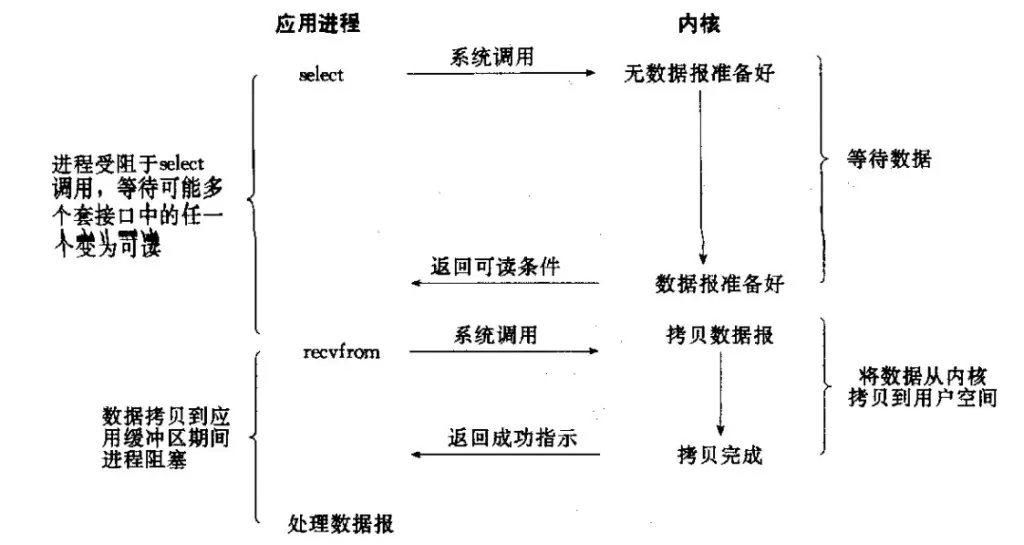 应用进程
内核
select
系统调用
无数据报准备好
进程受阻于select
调用，等待可能多
个套接口中的任一
个变为可读
等待数据
返回可读条件
数据报准备好
recvfrom
系统调用
拷贝数据报
将数据从内核
拷贝到用户空间
数据拷贝到应
用缓冲区期间
进程阻塞
返回成功指示
拷贝完成
处理数据报